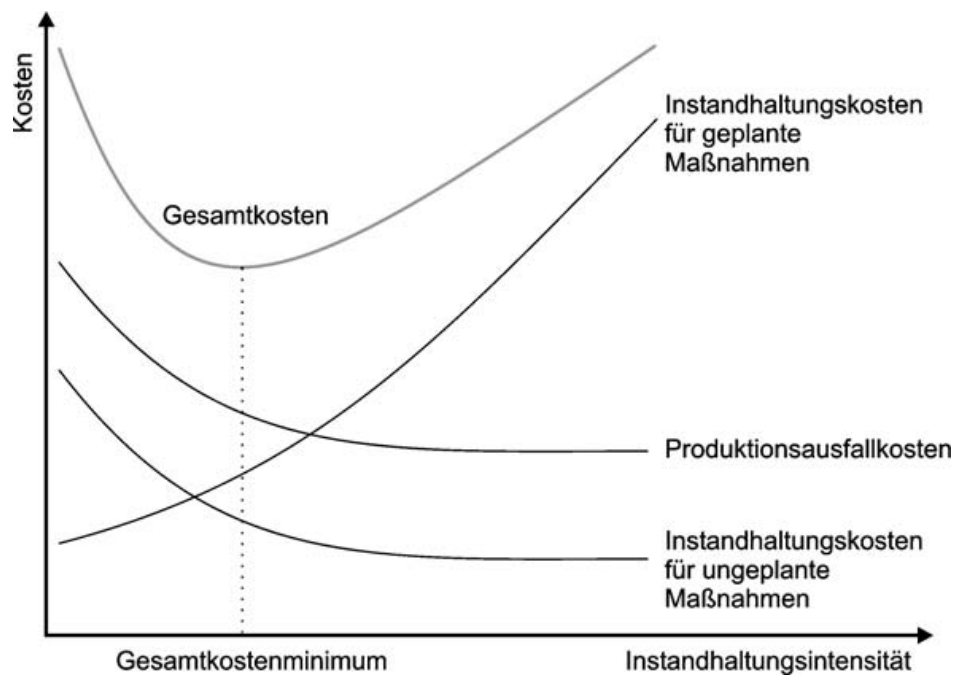 Kosten
Instandhaltungskosten
für geplante
Maßnahmen
Gesamtkosten
Produktionsausfallkosten
Instandhaltungskosten
für ungeplante
Maßnahmen
Gesamtkostenminimum
Instandhaltungsintensität